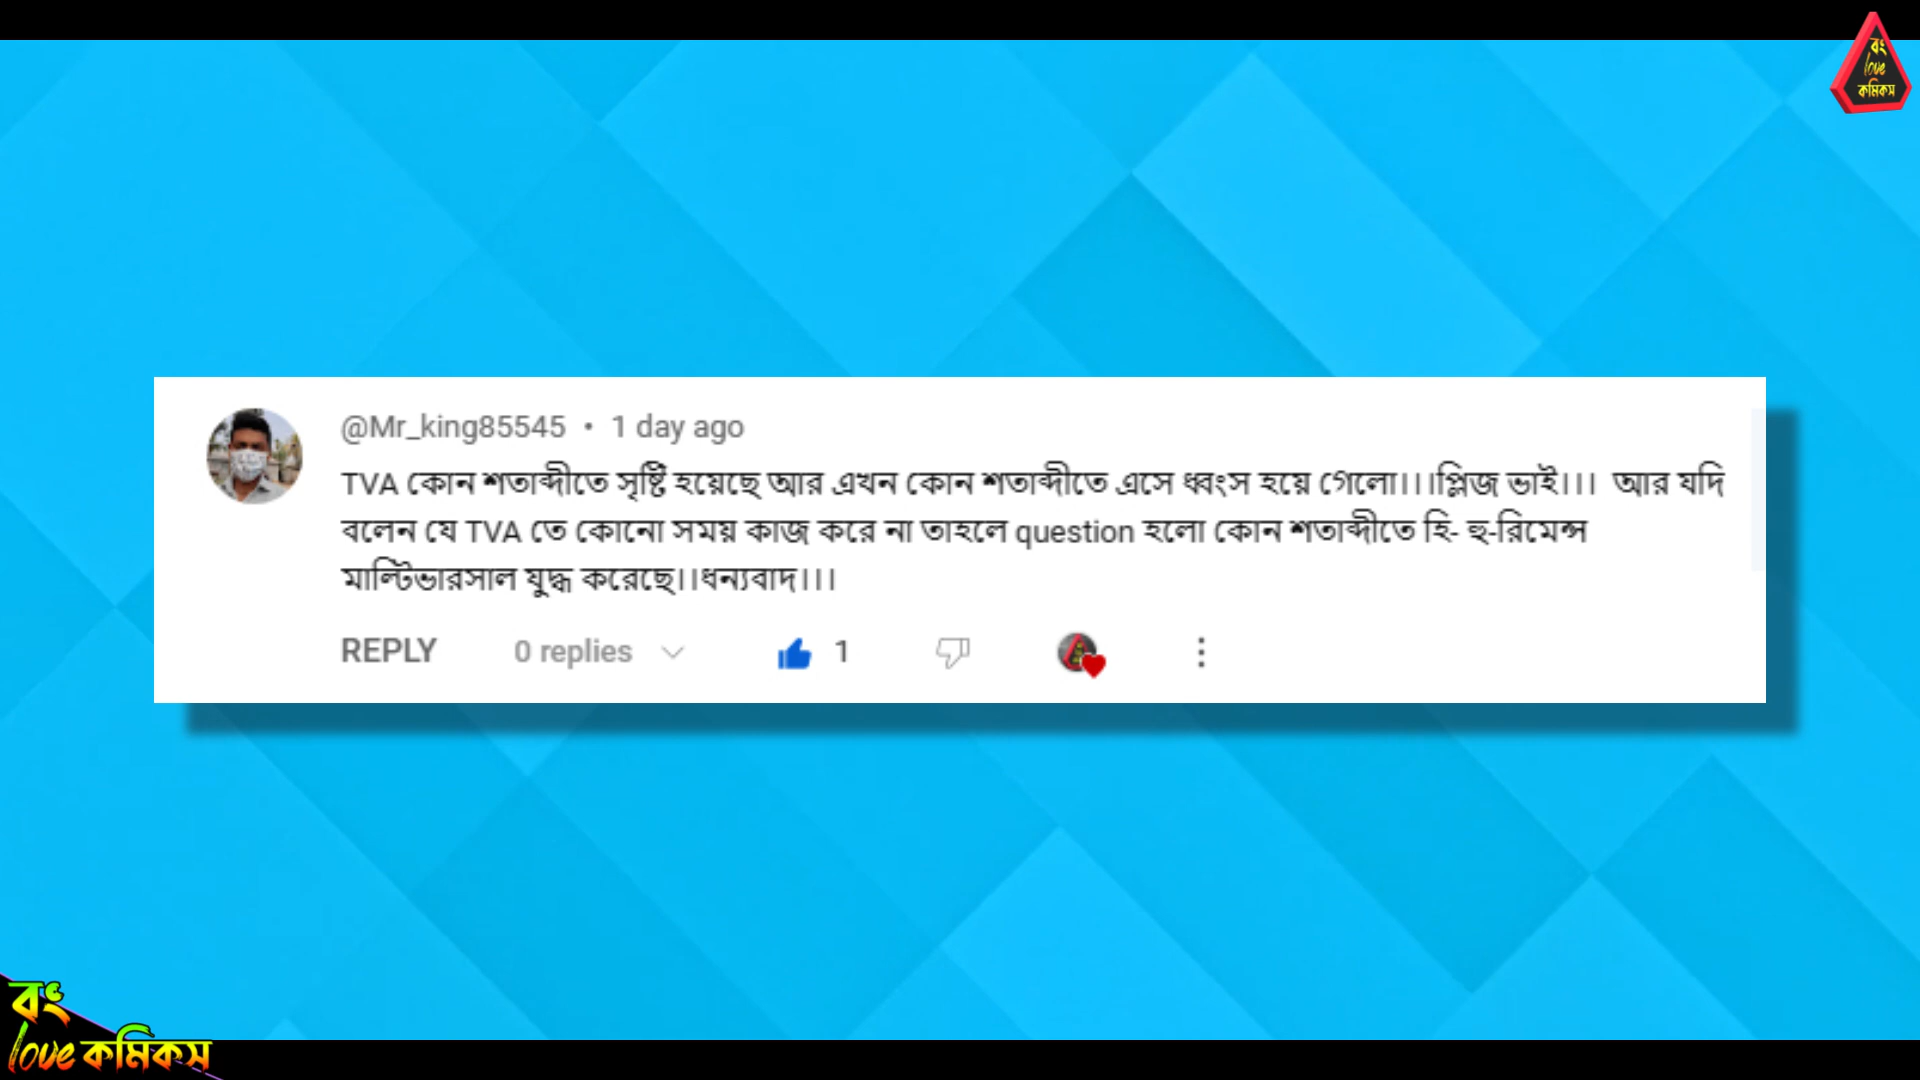 বং
love
কমিকস
@Mr_king85545 • 1 day ago
TVA কোন শতাব্দীতে সৃষ্টি হয়েছে আর এখন কোন শতাব্দীতে এসে ধ্বংস হয়ে গেলো।।।প্লিজ ভাই।।। আর যদি
বলেন যে TVA তে কোনো সময় কাজ করে না তাহলে question হলো কোন শতাব্দীতে হি- হু-রিমেন্স
মাল্টিভারসাল যুদ্ধ করেছে।।ধন্যবাদ।।।
REPLY 0 replies 1
বং
love কমিকস